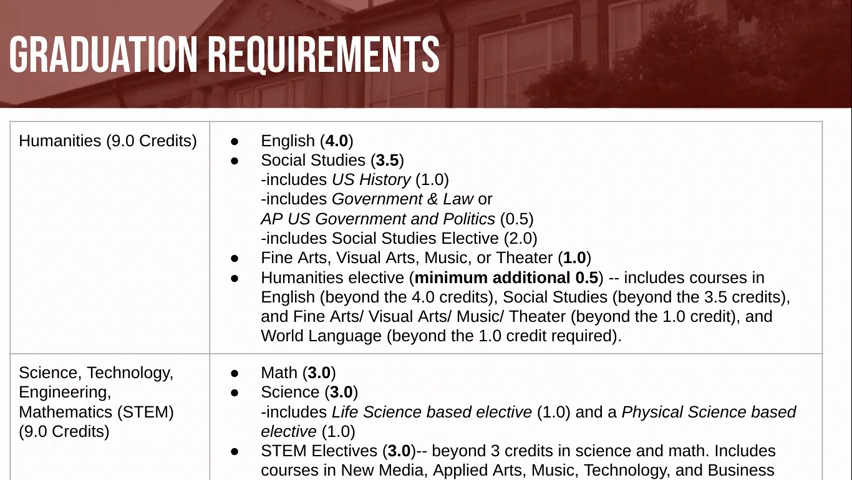 GRADUATION REQUIREMENTS
Humanities (9.0 Credits)
● English (4.0)
● Social Studies (3.5)
-includes US History (1.0)
-includes Government & Law or
AP US Government and Politics (0.5)
-includes Social Studies Elective (2.0)
● Fine Arts, Visual Arts, Music, or Theater (1.0)
● Humanities elective (minimum additional 0.5) -- includes courses in
English (beyond the 4.0 credits), Social Studies (beyond the 3.5 credits),
and Fine Arts/ Visual Arts/ Music/ Theater (beyond the 1.0 credit), and
World Language (beyond the 1.0 credit required).
Science, Technology,
Engineering,
Mathematics (STEM)
(9.0 Credits)
● Math (3.0)
● Science (3.0)
-includes Life Science based elective (1.0) and a Physical Science based
elective (1.0)
● STEM Electives (3.0)-- beyond 3 credits in science and math. Includes
courses in New Media, Applied Arts, Music, Technology, and Business